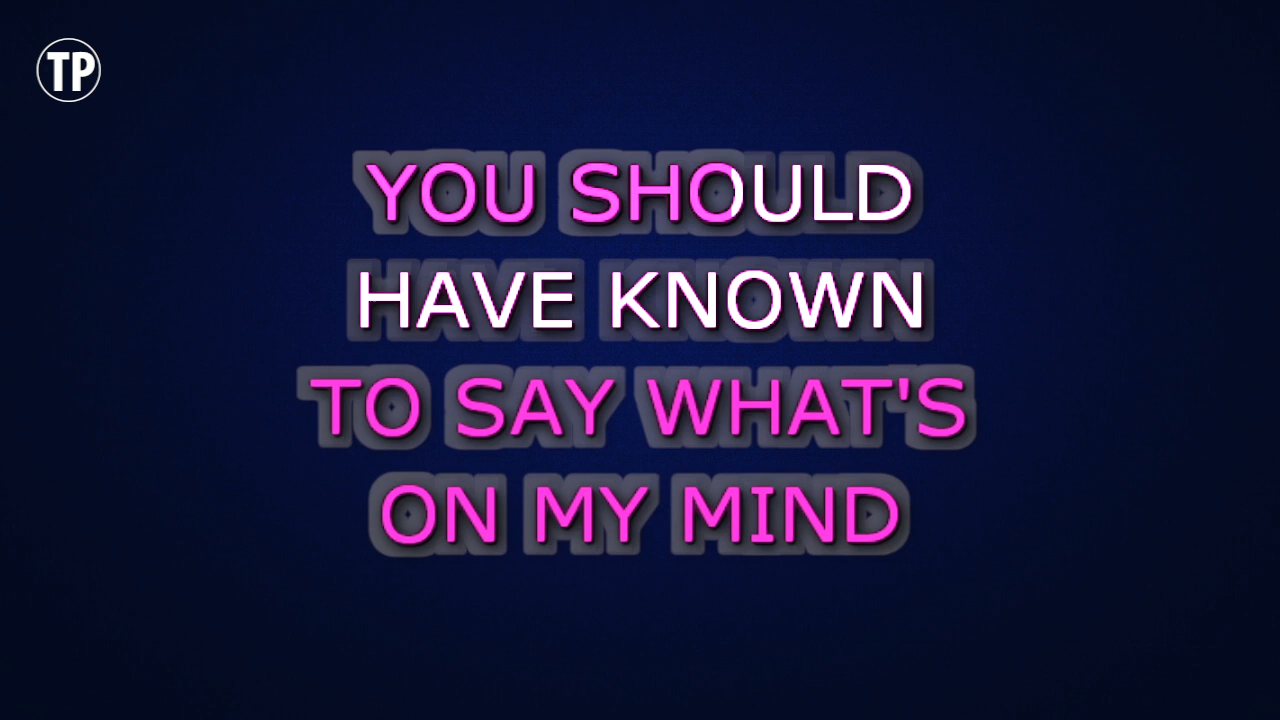 TP
YOU SHOULD
HAVE KNOWN
TO SAY WHAT'S
ON MY MIND